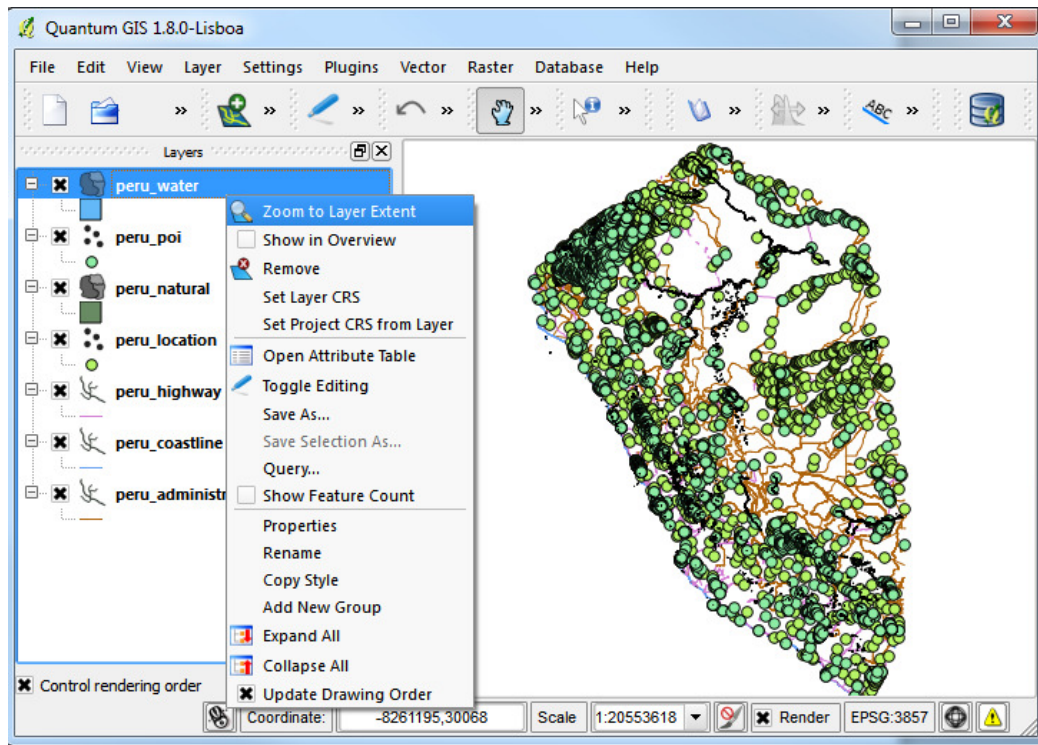 Quantum GIS 1.8.0-Lisboa
File Edit View Layer Settings Plugins Vector Raster Database Help
» » » » » » » » »
ABC
Layers
peru_water
peru_poi
peru_natural
peru_location
peru_highway
peru_coastline
peru_administr
Zoom to Layer Extent
Show in Overview
Remove
Set Layer CRS
Set Project CRS from Layer
Open Attribute Table
Toggle Editing
Save As...
Save Selection As...
Query...
Show Feature Count
Properties
Rename
Copy Style
Add New Group
Expand All
Collapse All
Update Drawing Order
Control rendering order
Coordinate: -8261195,30068 Scale 1:20553618 Render EPSG:3857